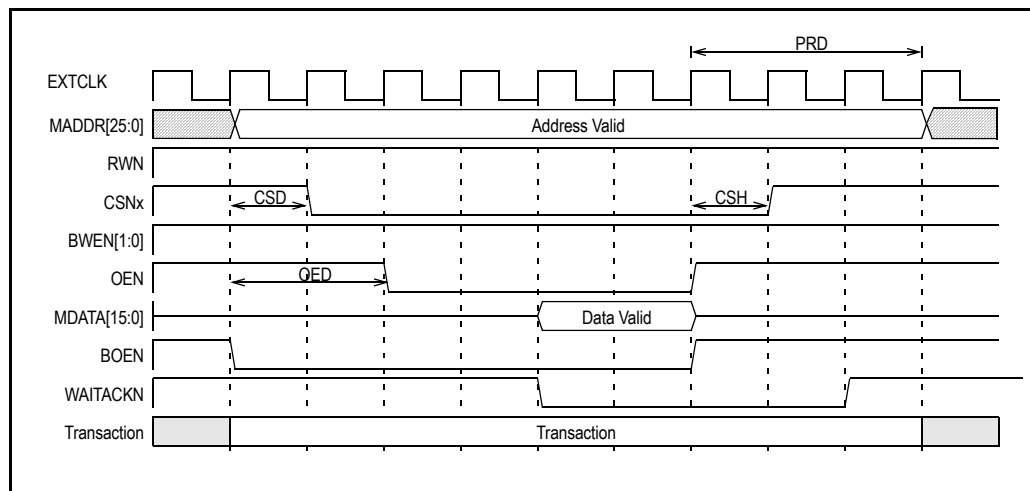 PRD
EXTCLK
MADDR[25:0]
Address Valid
RWN
CSNx
CSD
CSH
BWEN[1:0]
OEN
OED
MDATA[15:0]
Data Valid
BOEN
WAITACKN
Transaction
Transaction